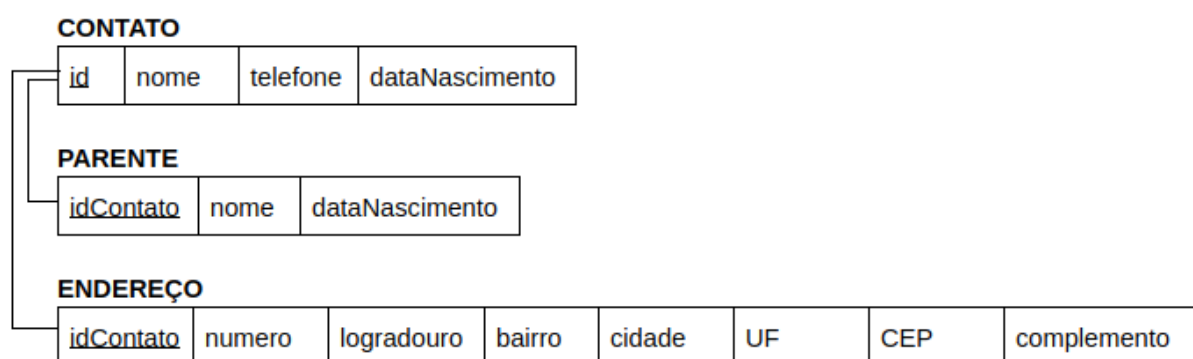 CONTATO
id nome telefone dataNascimento
PARENTE
idContato nome dataNascimento
ENDEREÇO
idContato numero logradouro bairro cidade UF CEP complemento